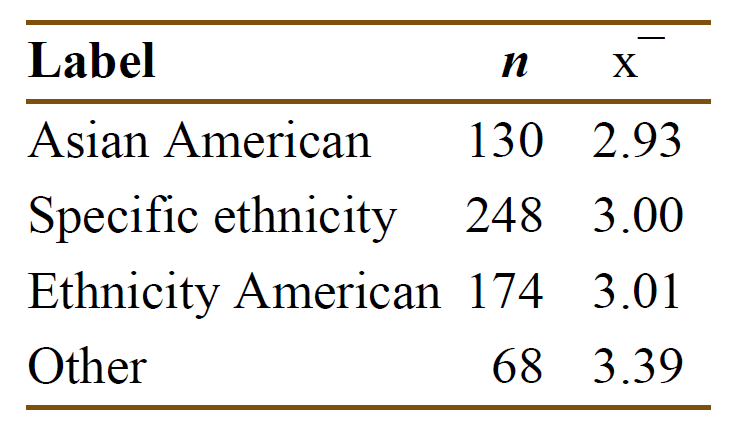 Label n x¯
Asian American 130 2.93
Specific ethnicity 248 3.00
Ethnicity American 174 3.01
Other 68 3.39